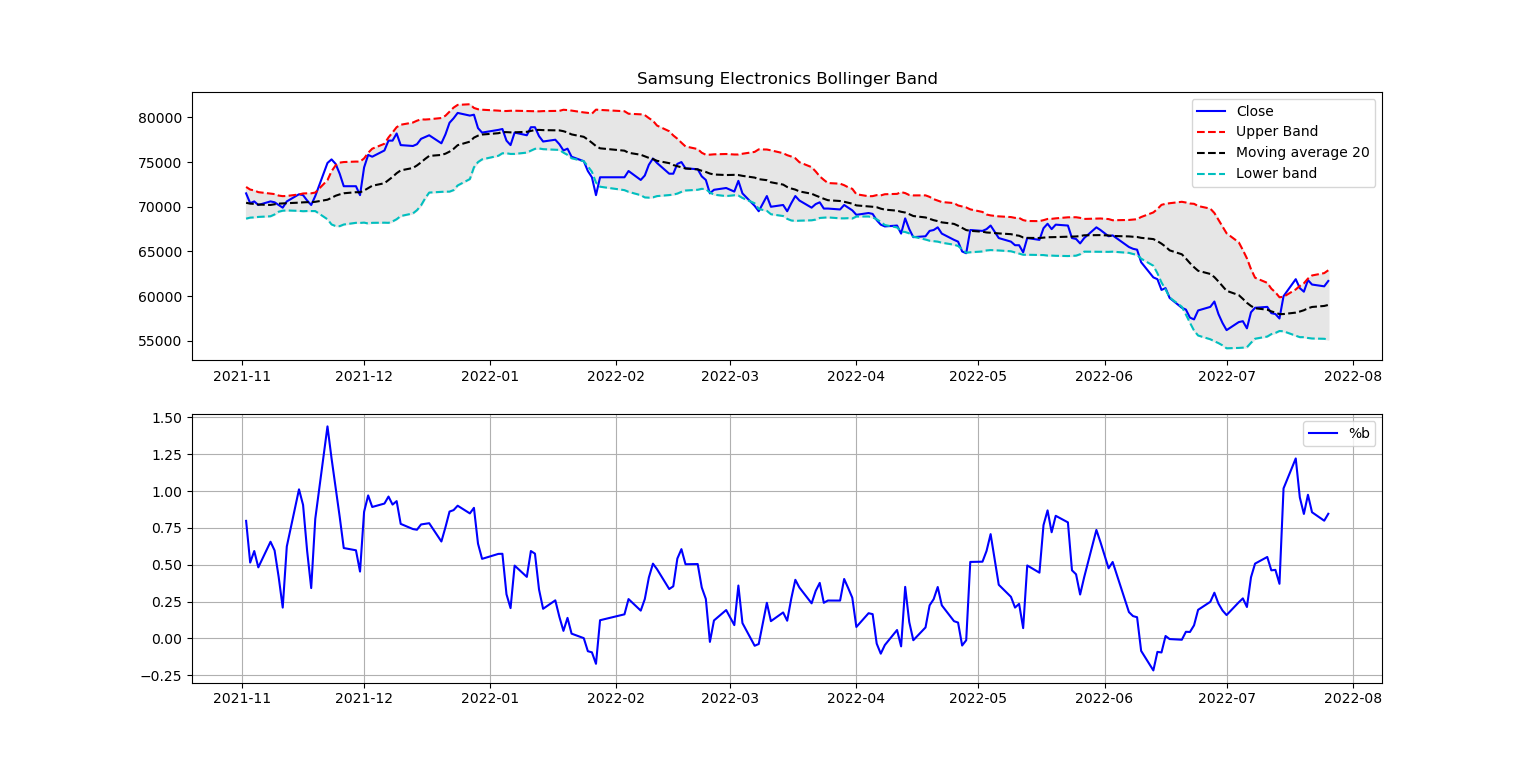 Samsung Electronics Bollinger Band
80000
75000
70000
65000
60000
55000
Close
Upper Band
Moving average 20
Lower band
2021-11 2021-12 2022-01 2022-02 2022-03 2022-04 2022-05 2022-06 2022-07 2022-08
1.50
1.25
1.00
0.75
0.50
0.25
0.00
−0.25
%b
2021-11 2021-12 2022-01 2022-02 2022-03 2022-04 2022-05 2022-06 2022-07 2022-08